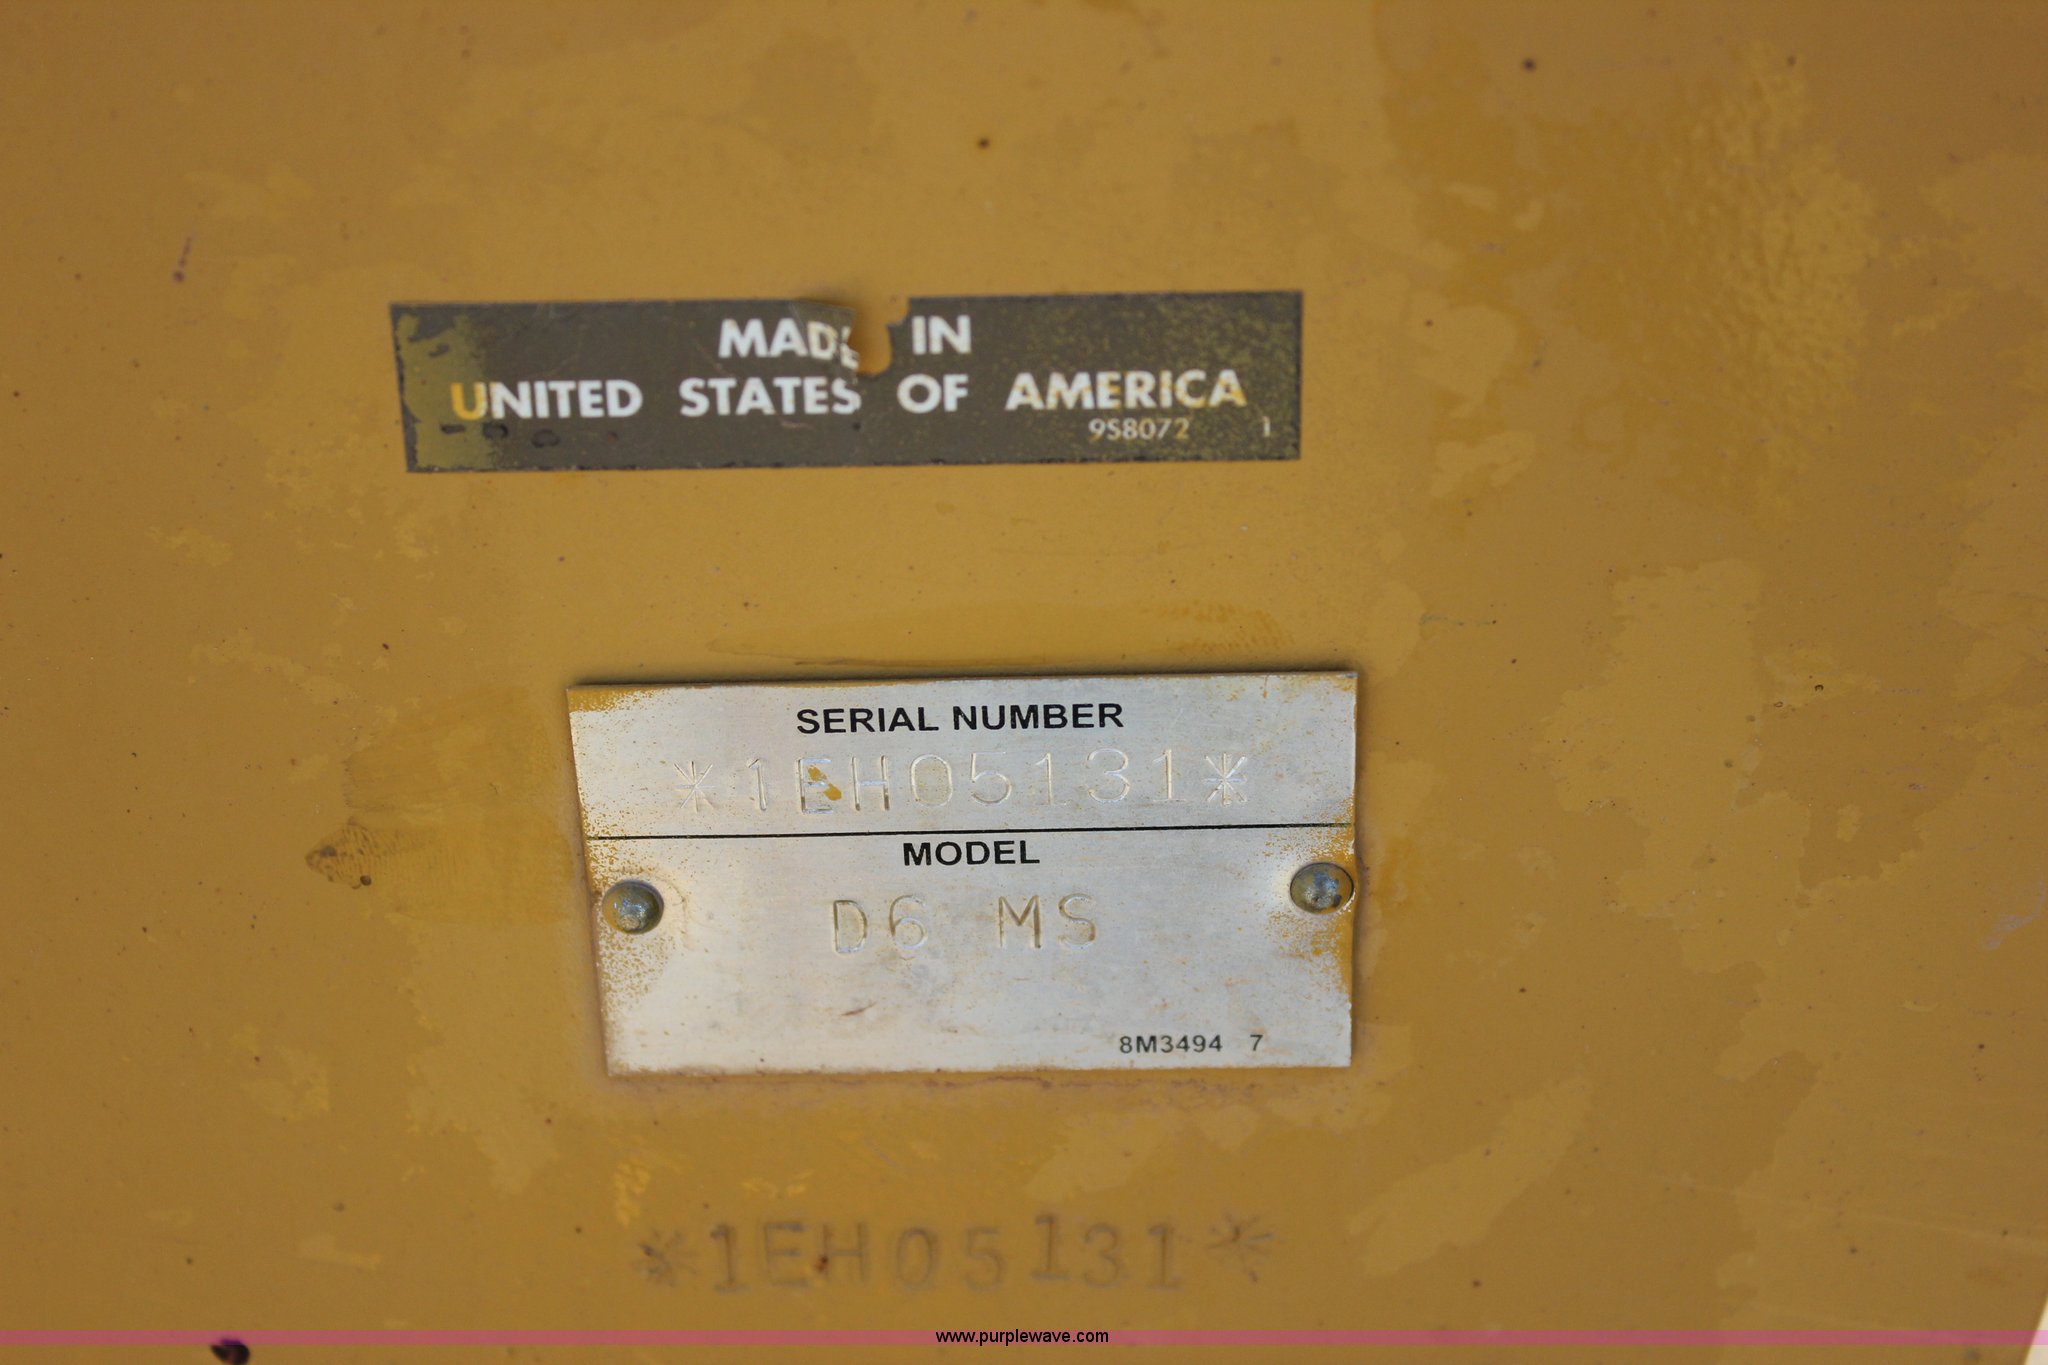 MADE IN
UNITED STATES OF AMERICA
9S8072 1
SERIAL NUMBER
*1EH05131*
MODEL
D6 MS
8M3494 7
*1EH05131*
www.purplewave.com